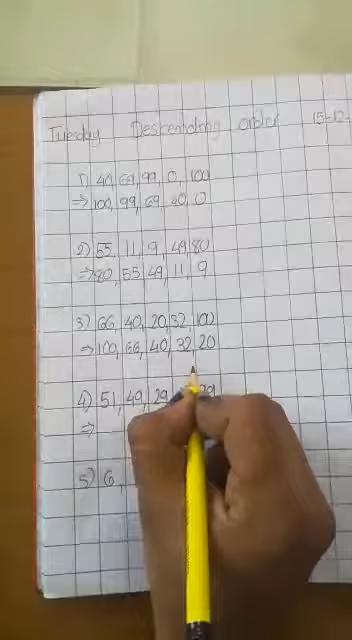 Tuesday Descending order 15-12-
1) 40, 69, 99, 0, 100
⇒ 100, 99, 69, 40, 0
2) 55, 11, 9, 49, 80
⇒ 80, 55, 49, 11, 9
3) 66, 40, 20, 32, 100
⇒ 100, 66, 40, 32, 20
4) 51, 49, 29
⇒
5) 6,